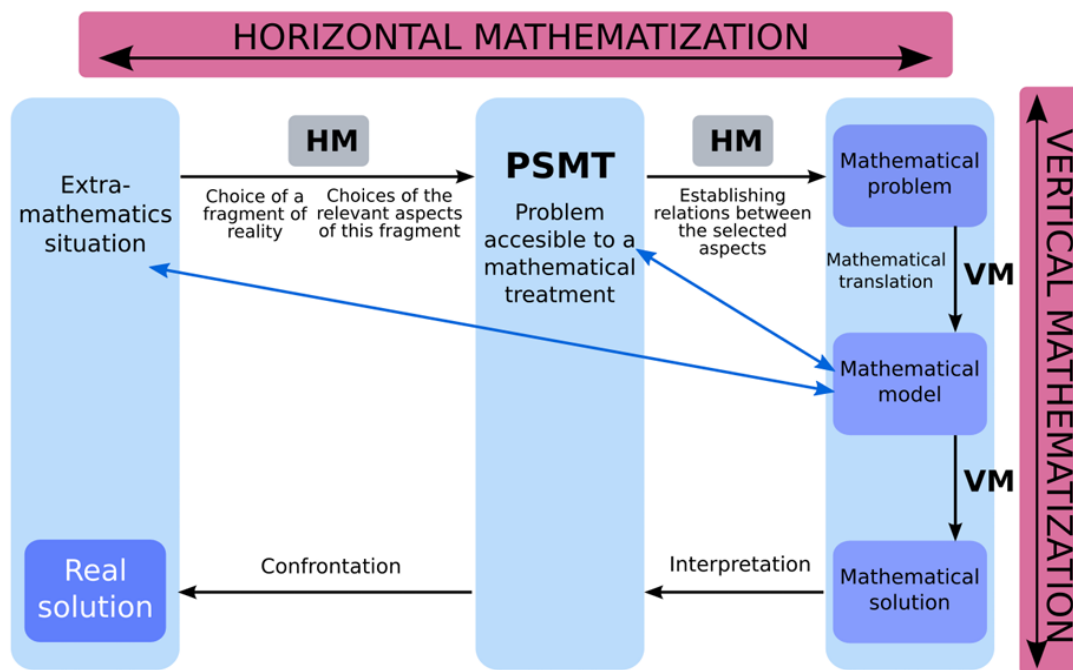 HORIZONTAL MATHEMATIZATION
Extra-
mathematics
situation
HM
Choice of a
fragment of
reality
Choices of the
relevant aspects
of this fragment
PSMT
Problem
accesible to a
mathematical
treatment
HM
Establishing
relations between
the selected
aspects
Mathematical
problem
Mathematical
translation
VM
Mathematical
model
VM
Mathematical
solution
Interpretation
Confrontation
Real
solution
VERTICAL MATHEMATIZATION